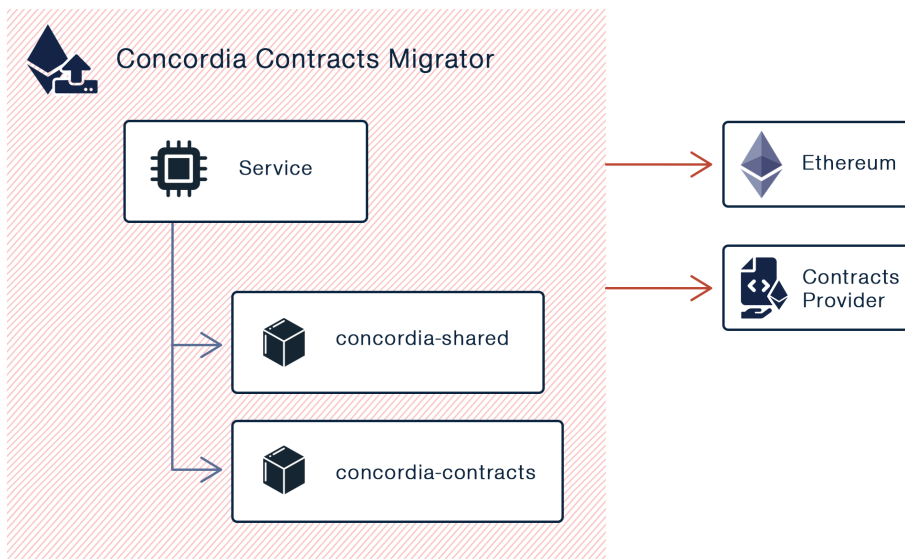 Concordia Contracts Migrator
Service
Ethereum
Contracts
Provider
concordia-shared
concordia-contracts